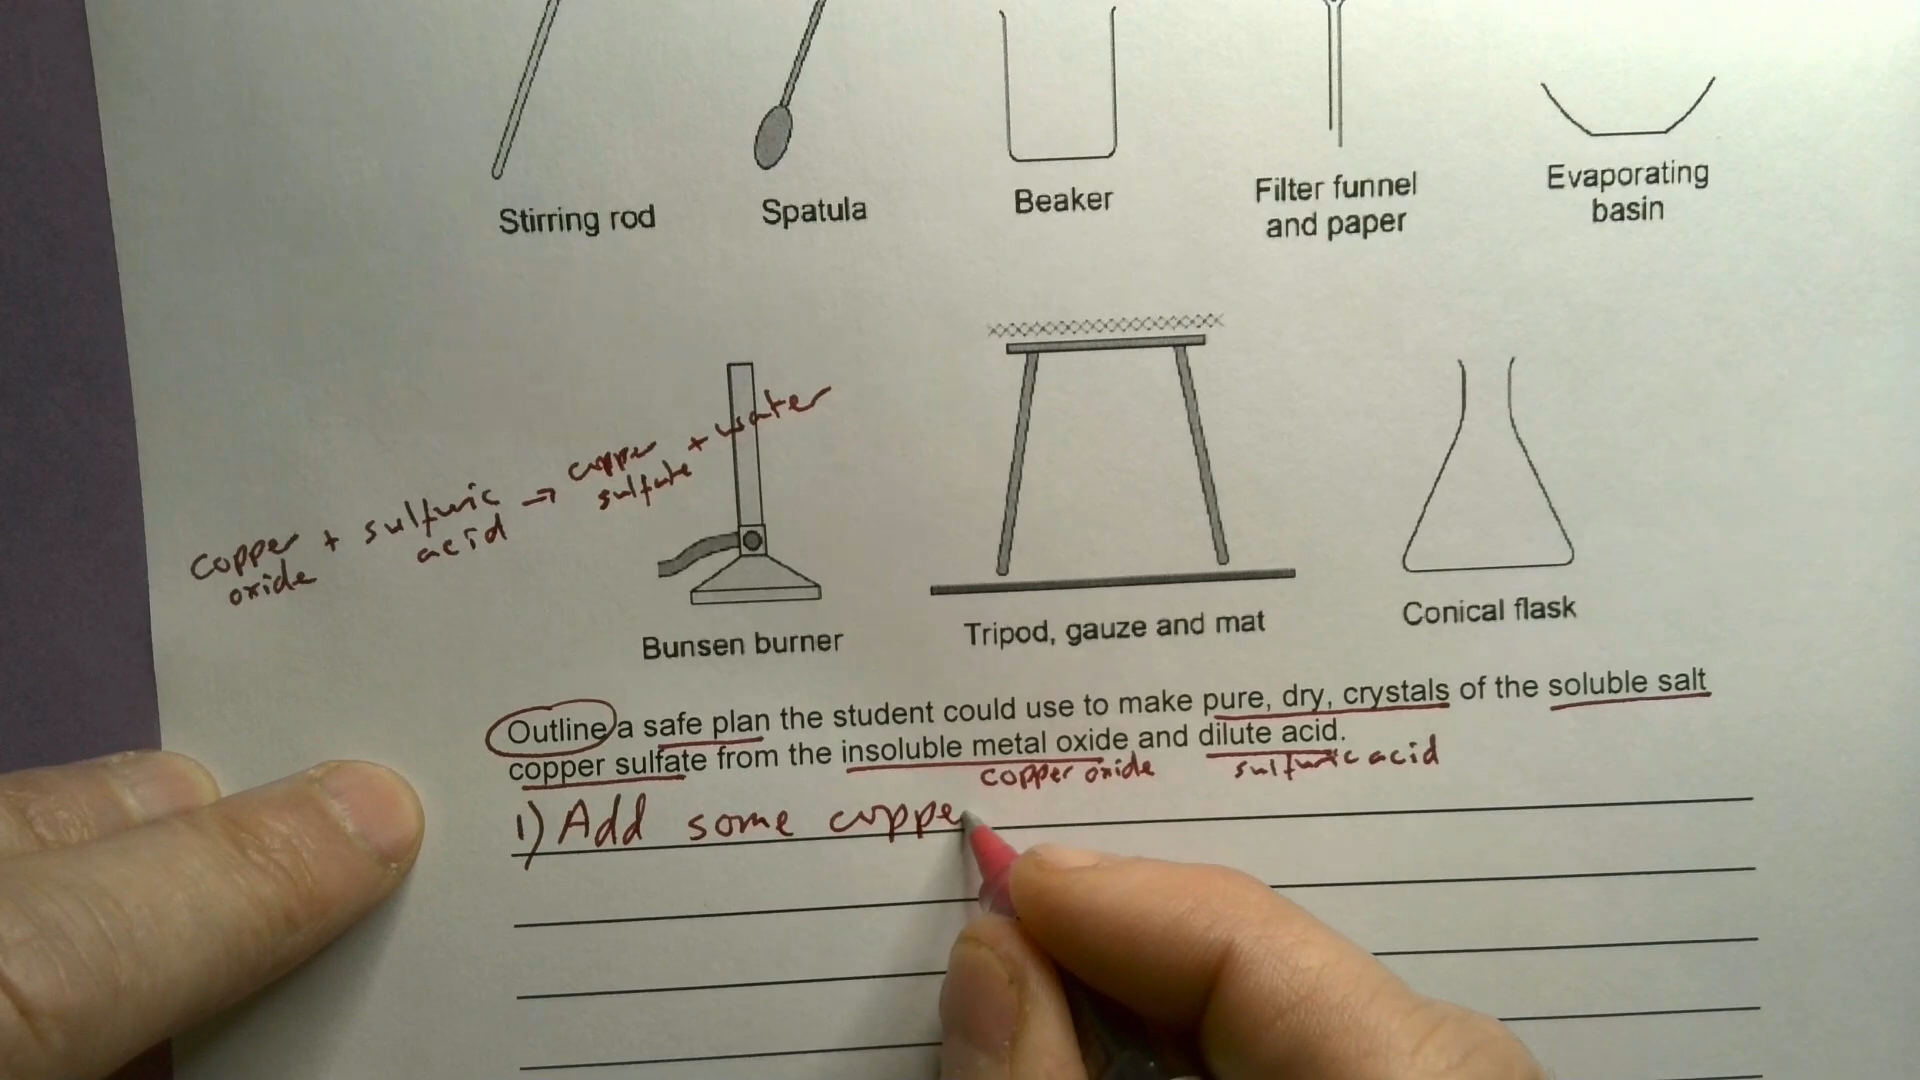 Stirring rod
Spatula
Beaker
Filter funnel
and paper
Evaporating
basin
copper + sulfuric → copper + water
oxide acid sulfate
Bunsen burner
Tripod, gauze and mat
Conical flask
Outline a safe plan the student could use to make pure, dry, crystals of the soluble salt
copper sulfate from the insoluble metal oxide and dilute acid.
copper oxide sulfuric acid
1) Add some coppe